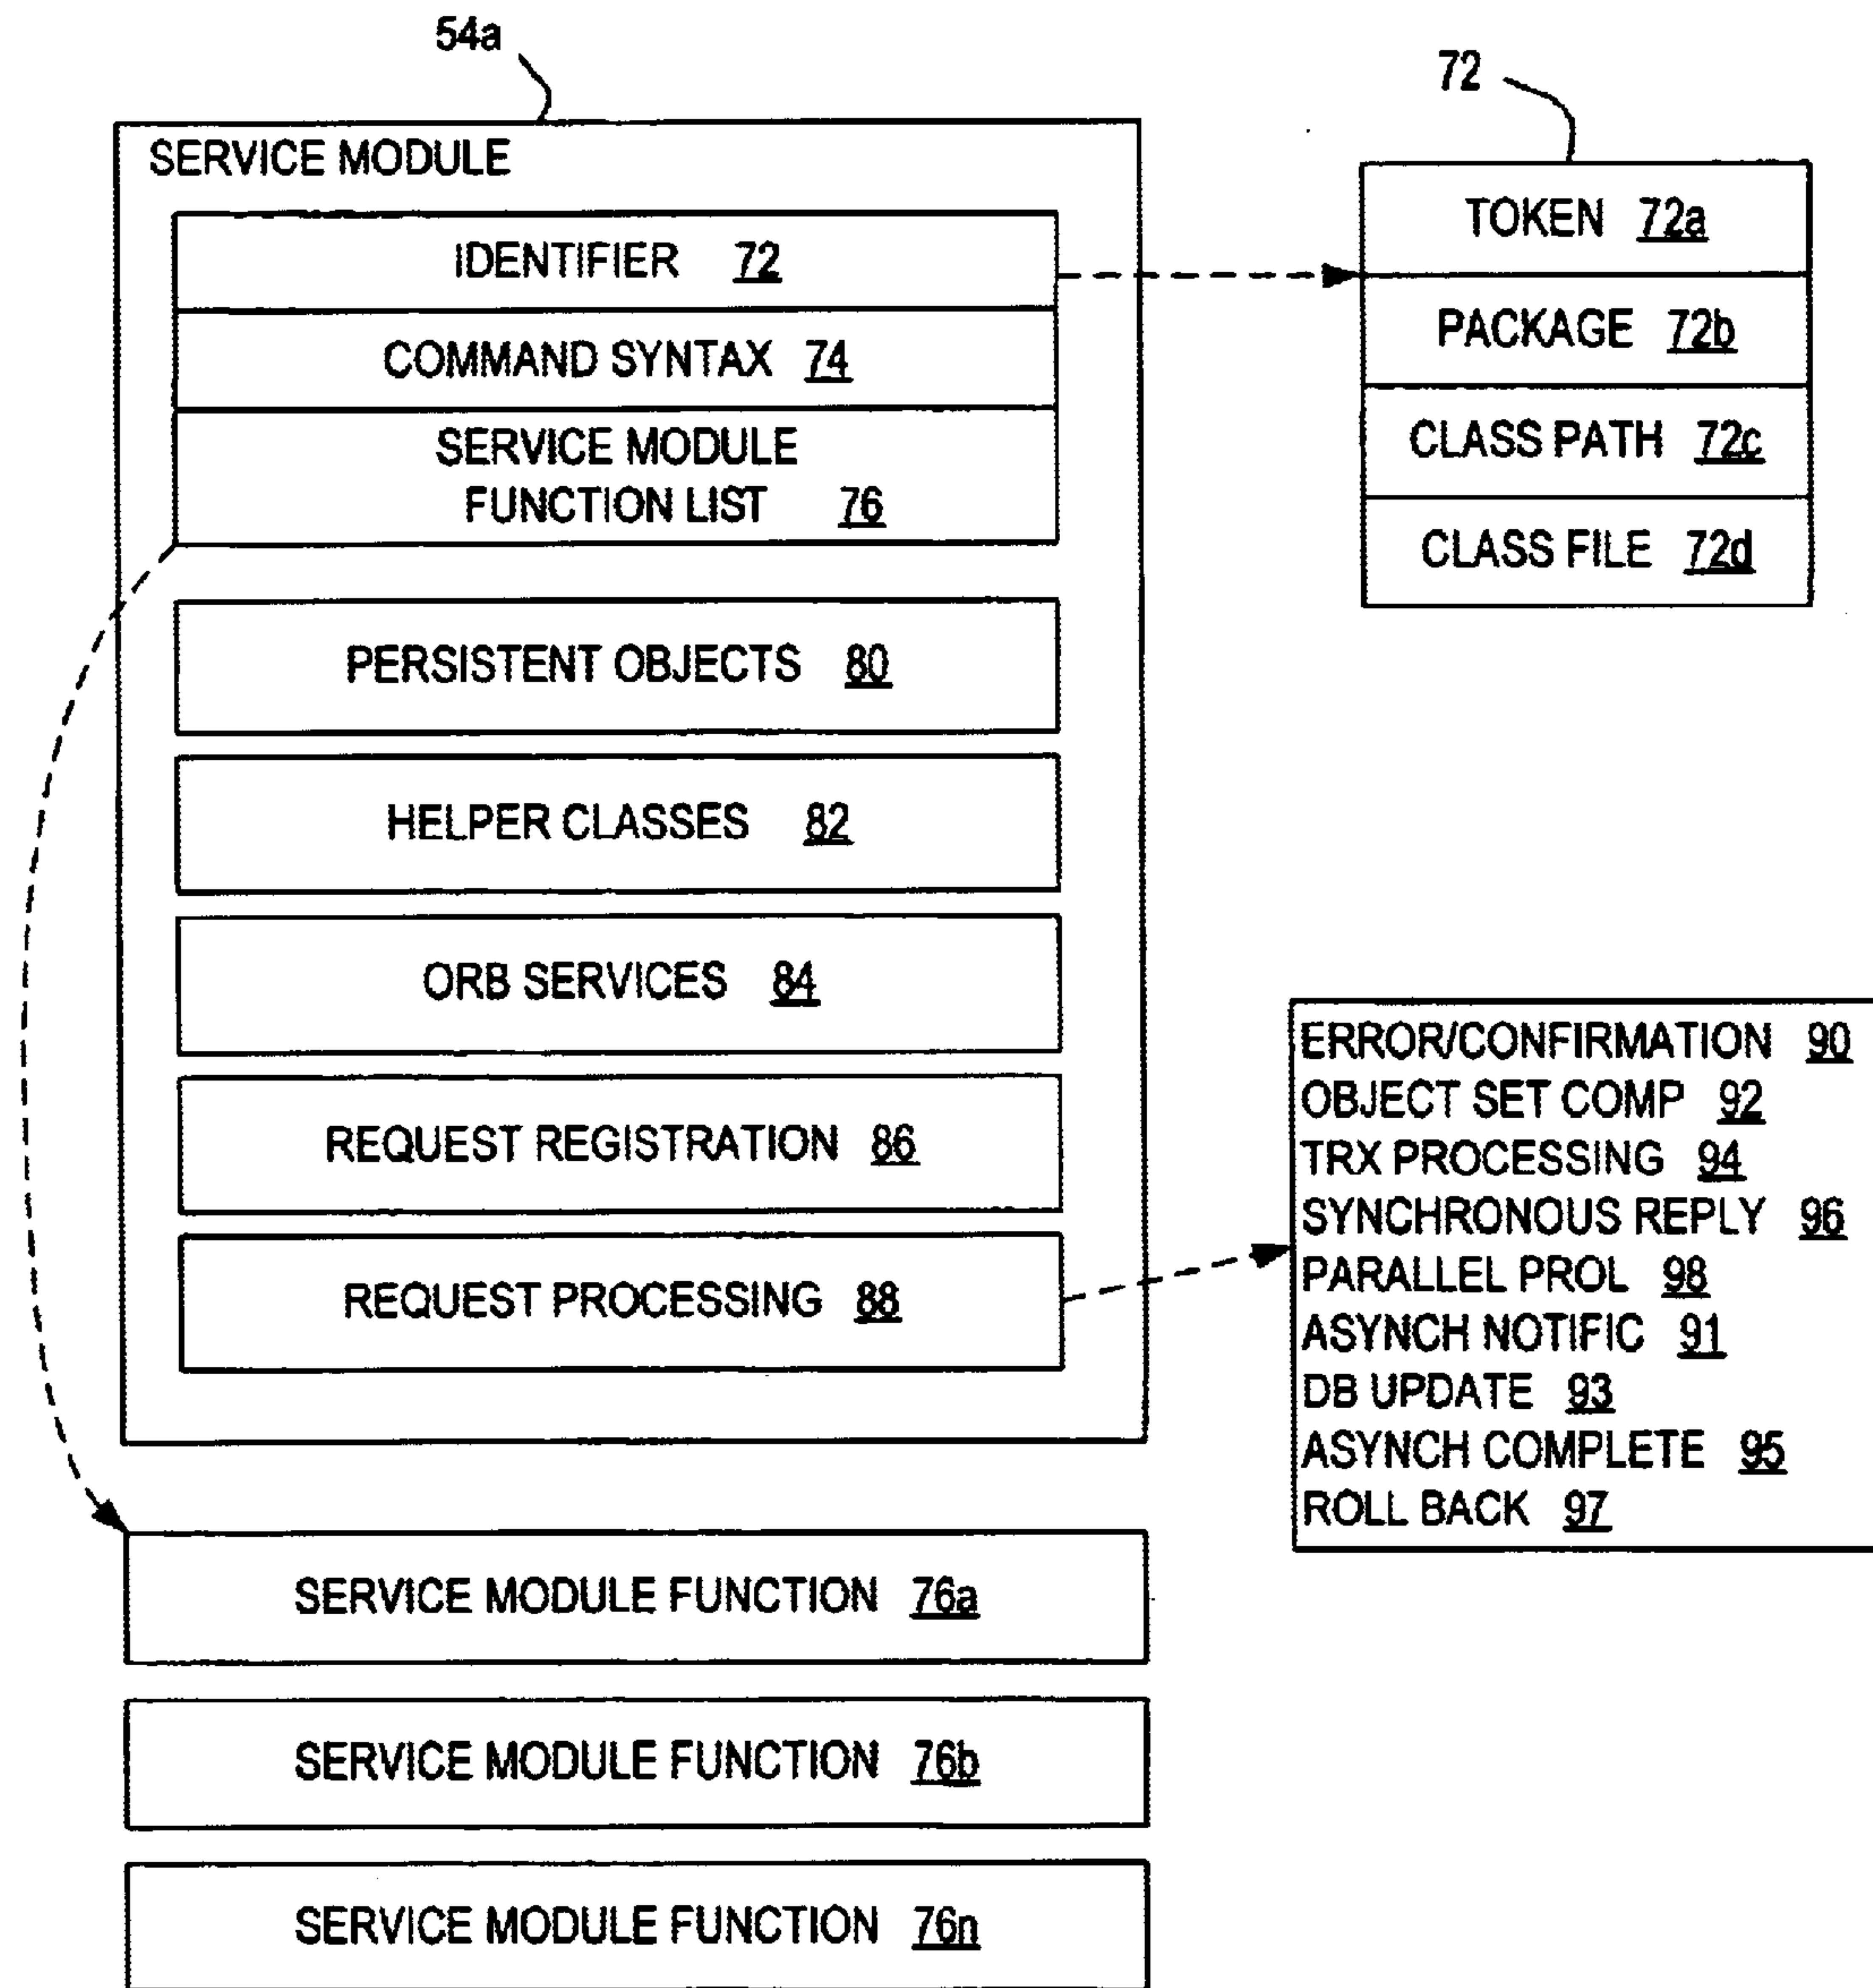 54a
SERVICE MODULE
IDENTIFIER 72
COMMAND SYNTAX 74
SERVICE MODULE
FUNCTION LIST 76
PERSISTENT OBJECTS 80
HELPER CLASSES 82
ORB SERVICES 84
REQUEST REGISTRATION 86
REQUEST PROCESSING 88
72
TOKEN 72a
PACKAGE 72b
CLASS PATH 72c
CLASS FILE 72d
ERROR/CONFIRMATION 90
OBJECT SET COMP 92
TRX PROCESSING 94
SYNCHRONOUS REPLY 96
PARALLEL PROL 98
ASYNCH NOTIFIC 91
DB UPDATE 93
ASYNCH COMPLETE 95
ROLL BACK 97
SERVICE MODULE FUNCTION 76a
SERVICE MODULE FUNCTION 76b
SERVICE MODULE FUNCTION 76n